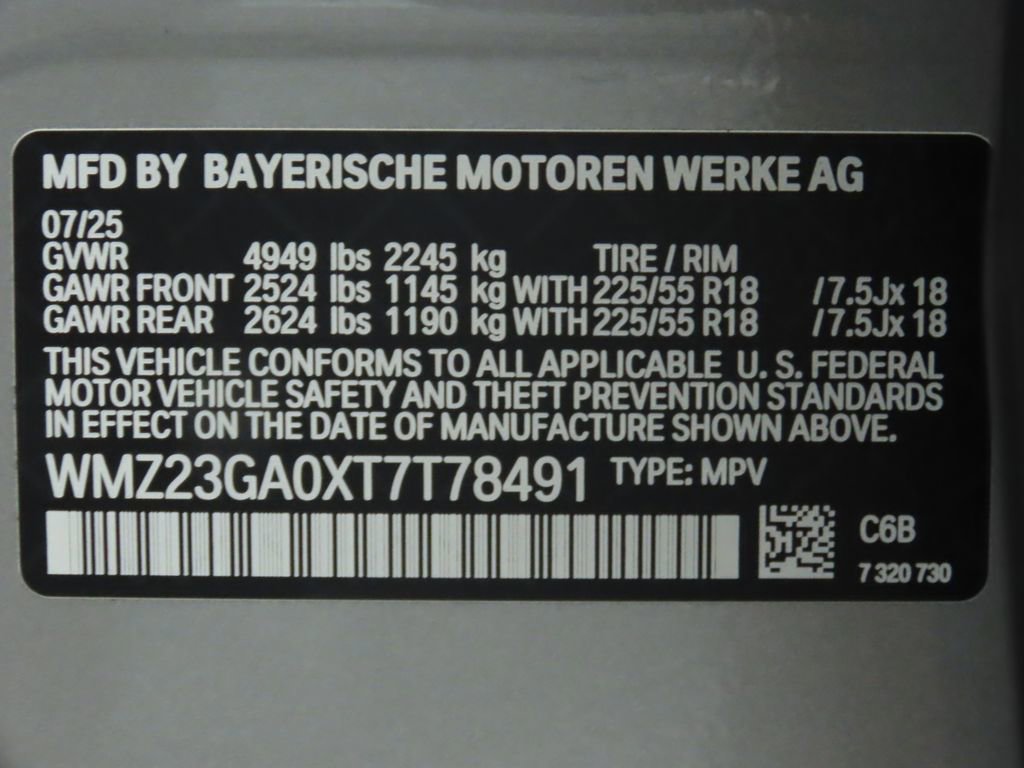 MFD BY BAYERISCHE MOTOREN WERKE AG
07/25
GVWR 4949 lbs 2245 kg TIRE / RIM
GAWR FRONT 2524 lbs 1145 kg WITH 225/55 R18 /7.5Jx 18
GAWR REAR 2624 lbs 1190 kg WITH 225/55 R18 /7.5Jx 18
THIS VEHICLE CONFORMS TO ALL APPLICABLE U. S. FEDERAL
MOTOR VEHICLE SAFETY AND THEFT PREVENTION STANDARDS
IN EFFECT ON THE DATE OF MANUFACTURE SHOWN ABOVE.
WMZ23GA0XT7T78491 TYPE: MPV
C6B
7 320 730